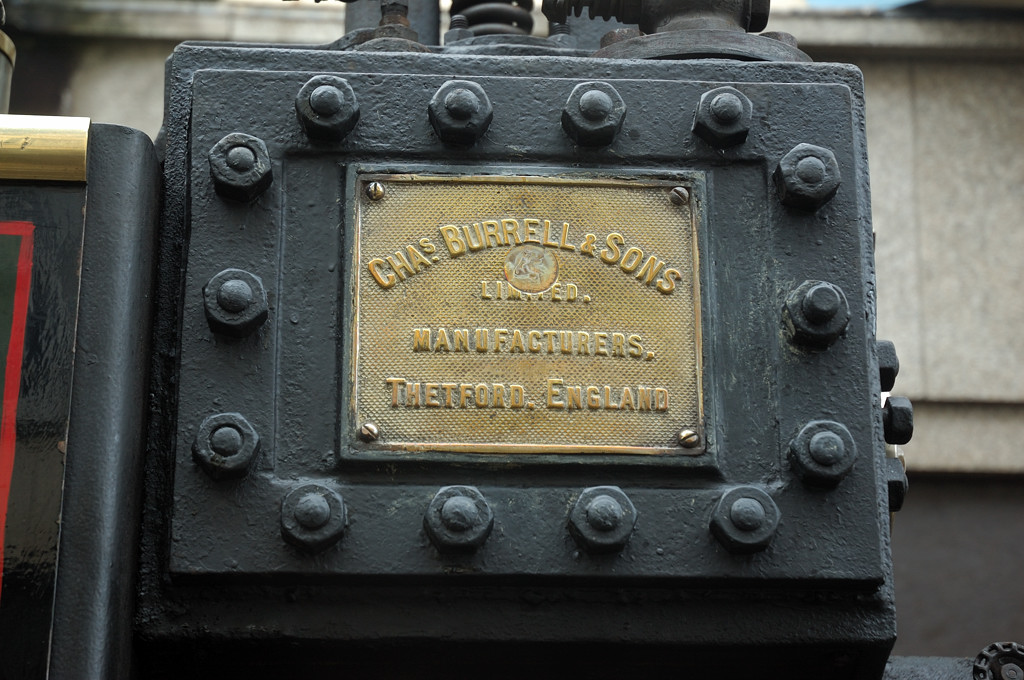 CHAS. BURRELL & SONS
LIMITED.
MANUFACTURERS.
THETFORD. ENGLAND